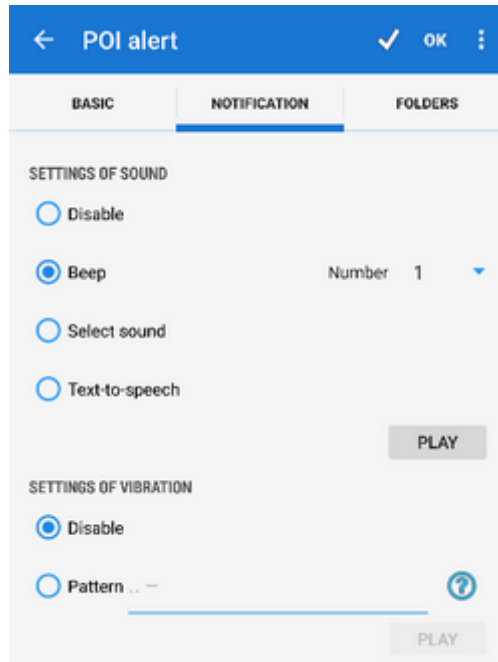 POI alert OK
BASIC NOTIFICATION FOLDERS
SETTINGS OF SOUND
Disable
Beep Number 1
Select sound
Text-to-speech
PLAY
SETTINGS OF VIBRATION
Disable
Pattern .. – ?
PLAY